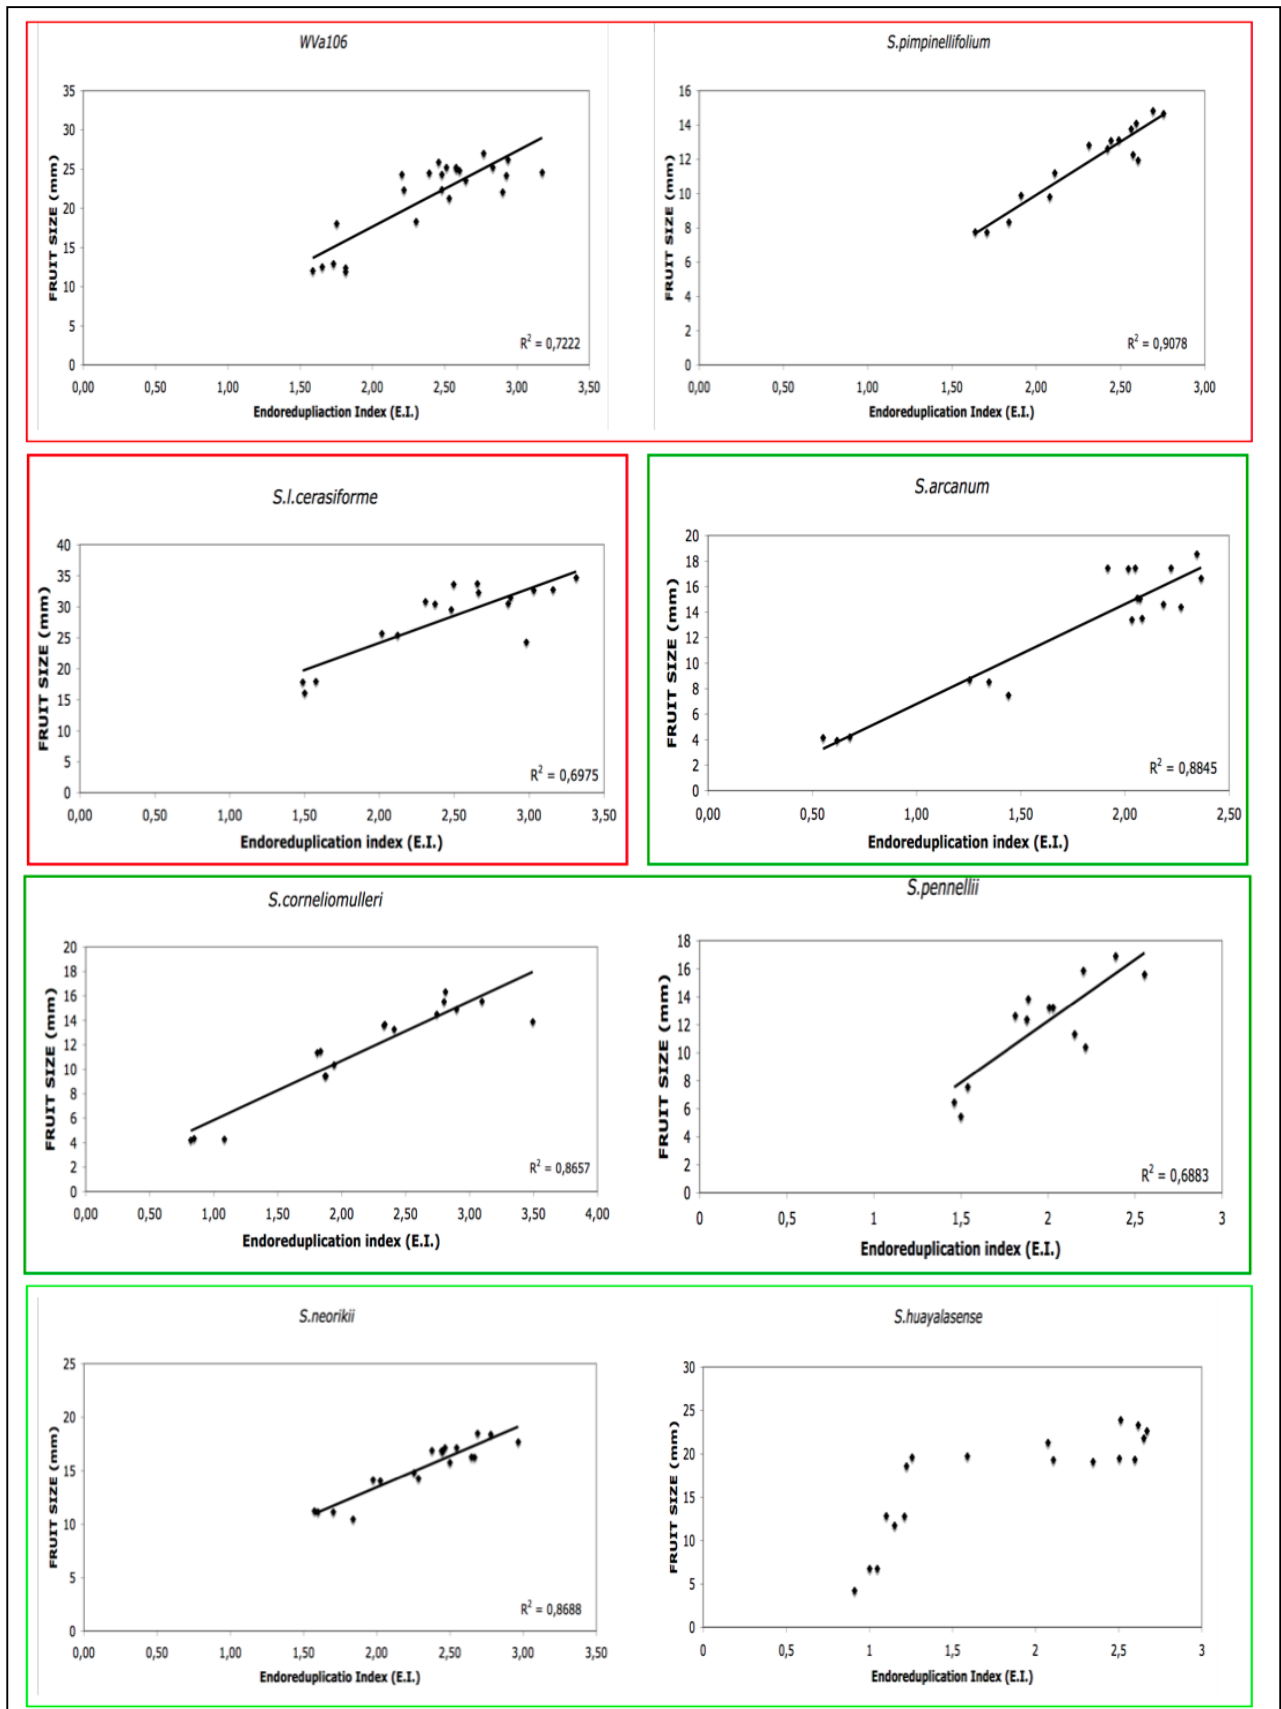 WVa106
FRUIT SIZE (mm)
35
30
25
20
15
10
5
0
R² = 0,7222
0,00 0,50 1,00 1,50 2,00 2,50 3,00 3,50
Endoredupliaction Index (E.I.)
S.pimpinellifolium
FRUIT SIZE (mm)
16
14
12
10
8
6
4
2
0
R² = 0,9078
0,00 0,50 1,00 1,50 2,00 2,50 3,00
Endoreduplication Index (E.I.)
S.l.cerasiforme
FRUIT SIZE (mm)
40
35
30
25
20
15
10
5
0
R² = 0,6975
0,00 0,50 1,00 1,50 2,00 2,50 3,00 3,50
Endoreduplication index (E.I.)
S.arcanum
FRUIT SIZE (mm)
20
18
16
14
12
10
8
6
4
2
0
R² = 0,8845
0,00 0,50 1,00 1,50 2,00 2,50
Endoreduplication index (E.I.)
S.corneliomulleri
FRUIT SIZE (mm)
20
18
16
14
12
10
8
6
4
2
0
R² = 0,8657
0,00 0,50 1,00 1,50 2,00 2,50 3,00 3,50 4,00
Endoreduplication index (E.I.)
S.pennellii
FRUIT SIZE (mm)
18
16
14
12
10
8
6
4
2
0
R² = 0,6883
0 0,5 1 1,5 2 2,5 3
Endoreduplication index (E.I.)
S.neorikii
FRUIT SIZE (mm)
25
20
15
10
5
0
R² = 0,8688
0,00 0,50 1,00 1,50 2,00 2,50 3,00 3,50
Endoreduplicatio Index (E.I.)
S.huayalasense
FRUIT SIZE (mm)
30
25
20
15
10
5
0
0 0,5 1 1,5 2 2,5 3
Endoreduplication Index (E.I.)